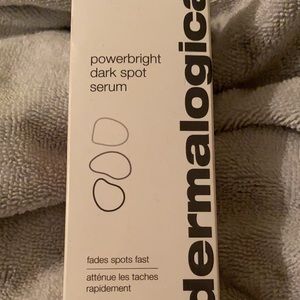 powerbright
dark spot
serum
fades spots fast
atténue les taches
rapidement
dermalogica